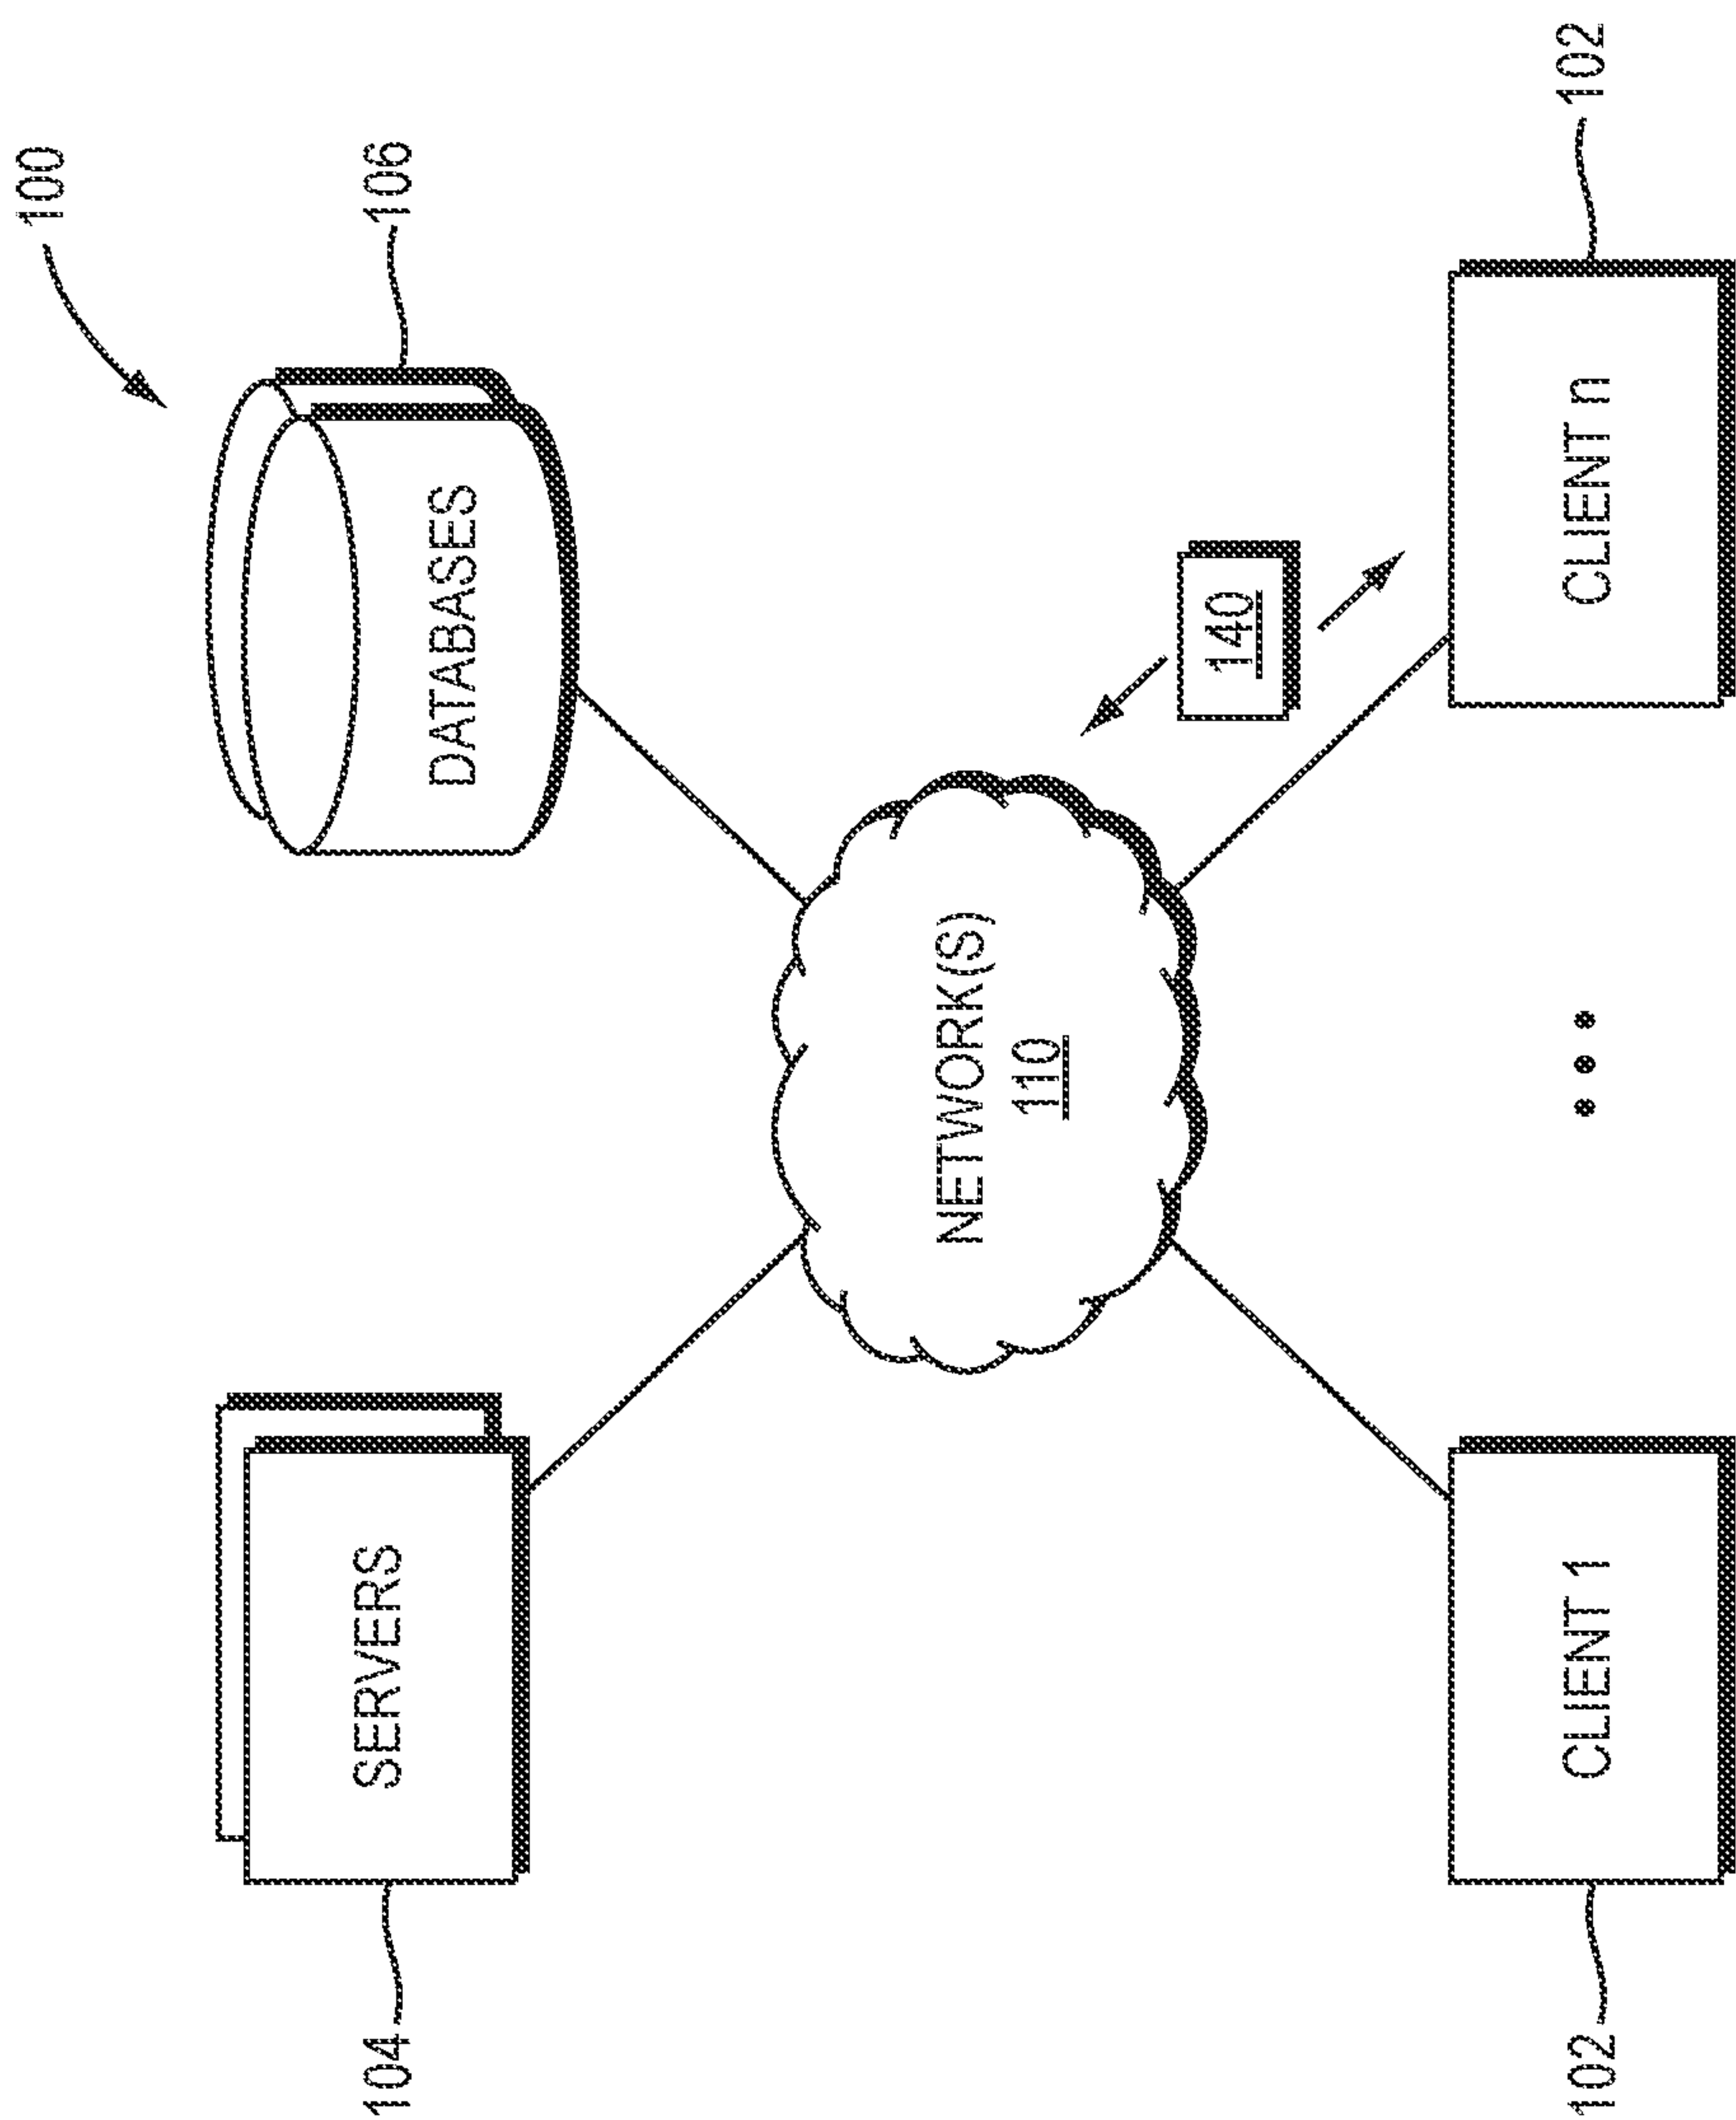 100
SERVERS
104
DATABASES
106
NETWORK(S)
110
140
CLIENT 1
102
CLIENT n
102